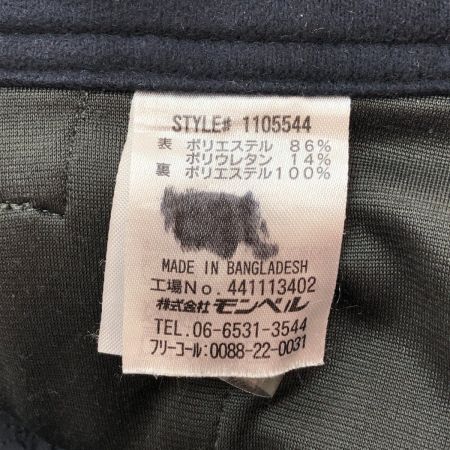 STYLE# 1105544
表 ポリエステル 86%
ポリウレタン 14%
裏 ポリエステル100%
MADE IN BANGLADESH
工場No. 441113402
株式会社 モンベル
TEL. 06-6531-3544
フリーコール:0088-22-0031